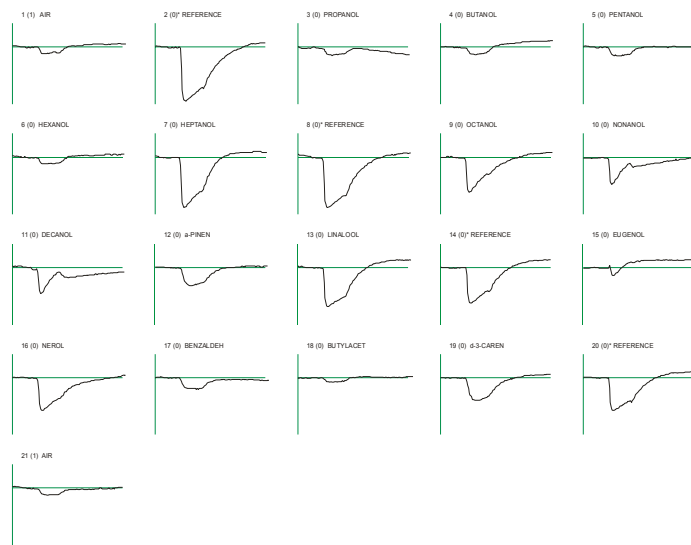 1 (1) AIR
2 (0)* REFERENCE
3 (0) PROPANOL
4 (0) BUTANOL
5 (0) PENTANOL
6 (0) HEXANOL
7 (0) HEPTANOL
8 (0)* REFERENCE
9 (0) OCTANOL
10 (0) NONANOL
11 (0) DECANOL
12 (0) a-PINEN
13 (0) LINALOOL
14 (0)* REFERENCE
15 (0) EUGENOL
16 (0) NEROL
17 (0) BENZALDEH
18 (0) BUTYLACET
19 (0) d-3-CAREN
20 (0)* REFERENCE
21 (1) AIR